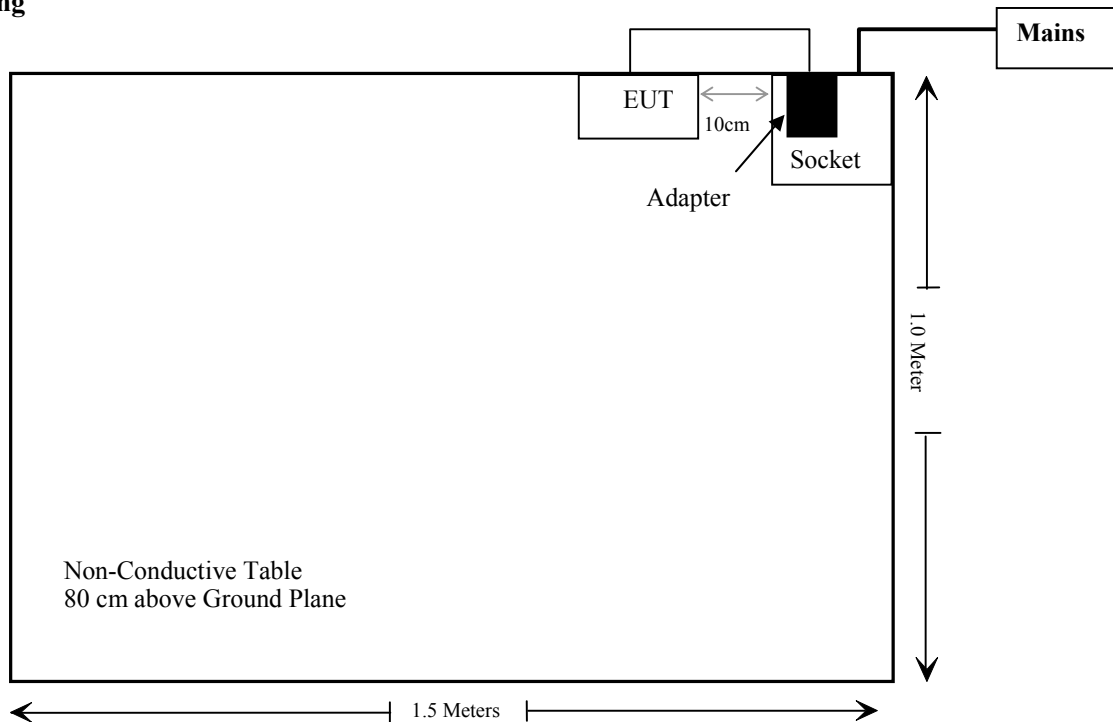 Mains
EUT
10cm
Socket
Adapter
1.0 Meter
Non-Conductive Table
80 cm above Ground Plane
1.5 Meters